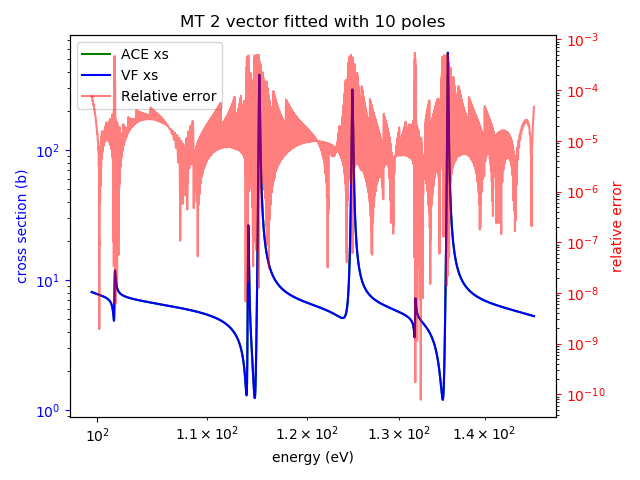 MT 2 vector fitted with 10 poles
ACE xs
VF xs
Relative error
cross section (b)
10²
10¹
10⁰
10⁻³
10⁻⁴
10⁻⁵
10⁻⁶
10⁻⁷
10⁻⁸
10⁻⁹
10⁻¹⁰
relative error
10² 1.1 × 10² 1.2 × 10² 1.3 × 10² 1.4 × 10²
energy (eV)